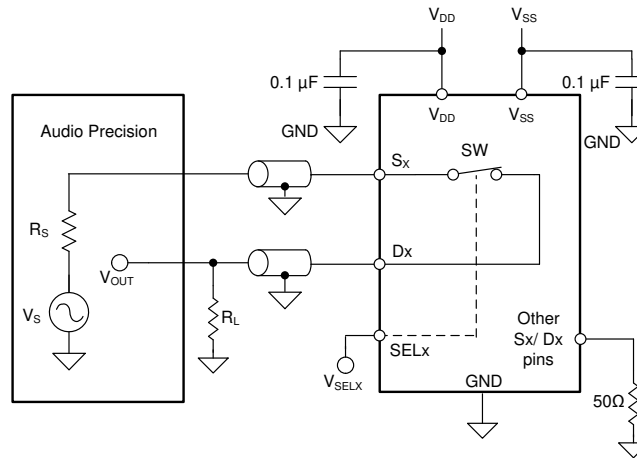 VDD
VSS
0.1 µF
0.1 µF
VDD
VSS
GND
GND
Audio Precision
SX
SW
RS
VOUT
Dx
VS
RL
SELx
VSELX
Other
Sx/ Dx
pins
GND
50Ω